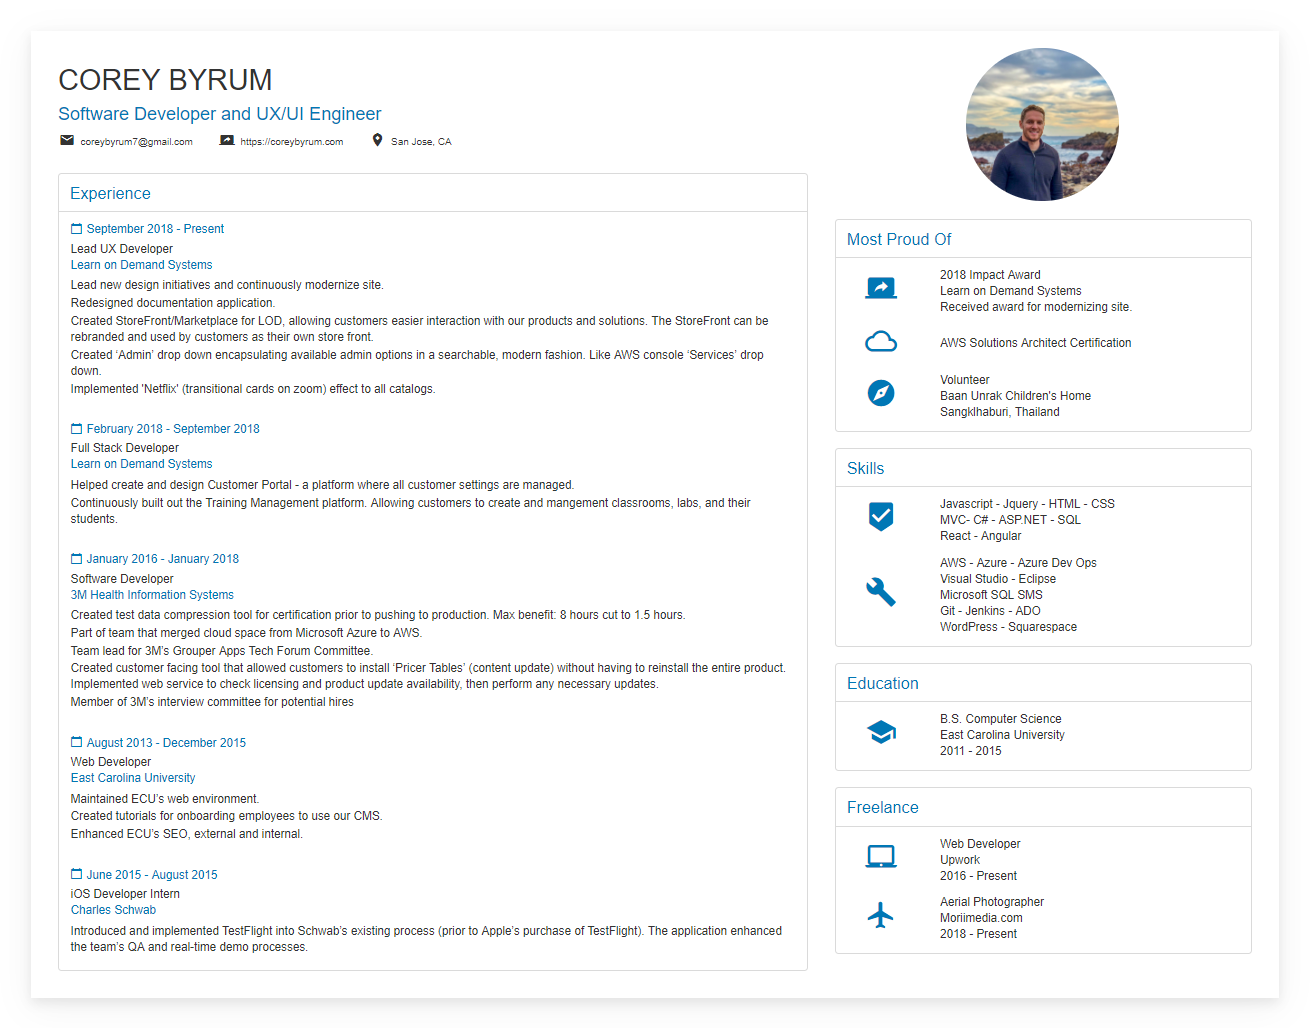 COREY BYRUM
Software Developer and UX/UI Engineer
coreybyrum7@gmail.com https://coreybyrum.com San Jose, CA
Experience
September 2018 - Present
Lead UX Developer
Learn on Demand Systems
Lead new design initiatives and continuously modernize site.
Redesigned documentation application.
Created StoreFront/Marketplace for LOD, allowing customers easier interaction with our products and solutions. The StoreFront can be
rebranded and used by customers as their own store front.
Created ‘Admin’ drop down encapsulating available admin options in a searchable, modern fashion. Like AWS console ‘Services’ drop
down.
Implemented 'Netflix' (transitional cards on zoom) effect to all catalogs.
February 2018 - September 2018
Full Stack Developer
Learn on Demand Systems
Helped create and design Customer Portal - a platform where all customer settings are managed.
Continuously built out the Training Management platform. Allowing customers to create and mangement classrooms, labs, and their
students.
January 2016 - January 2018
Software Developer
3M Health Information Systems
Created test data compression tool for certification prior to pushing to production. Max benefit: 8 hours cut to 1.5 hours.
Part of team that merged cloud space from Microsoft Azure to AWS.
Team lead for 3M’s Grouper Apps Tech Forum Committee.
Created customer facing tool that allowed customers to install ‘Pricer Tables’ (content update) without having to reinstall the entire product.
Implemented web service to check licensing and product update availability, then perform any necessary updates.
Member of 3M’s interview committee for potential hires
August 2013 - December 2015
Web Developer
East Carolina University
Maintained ECU’s web environment.
Created tutorials for onboarding employees to use our CMS.
Enhanced ECU’s SEO, external and internal.
June 2015 - August 2015
iOS Developer Intern
Charles Schwab
Introduced and implemented TestFlight into Schwab’s existing process (prior to Apple’s purchase of TestFlight). The application enhanced
the team’s QA and real-time demo processes.
Most Proud Of
2018 Impact Award
Learn on Demand Systems
Received award for modernizing site.
AWS Solutions Architect Certification
Volunteer
Baan Unrak Children's Home
Sangklhaburi, Thailand
Skills
Javascript - Jquery - HTML - CSS
MVC- C# - ASP.NET - SQL
React - Angular
AWS - Azure - Azure Dev Ops
Visual Studio - Eclipse
Microsoft SQL SMS
Git - Jenkins - ADO
WordPress - Squarespace
Education
B.S. Computer Science
East Carolina University
2011 - 2015
Freelance
Web Developer
Upwork
2016 - Present
Aerial Photographer
Moriimedia.com
2018 - Present